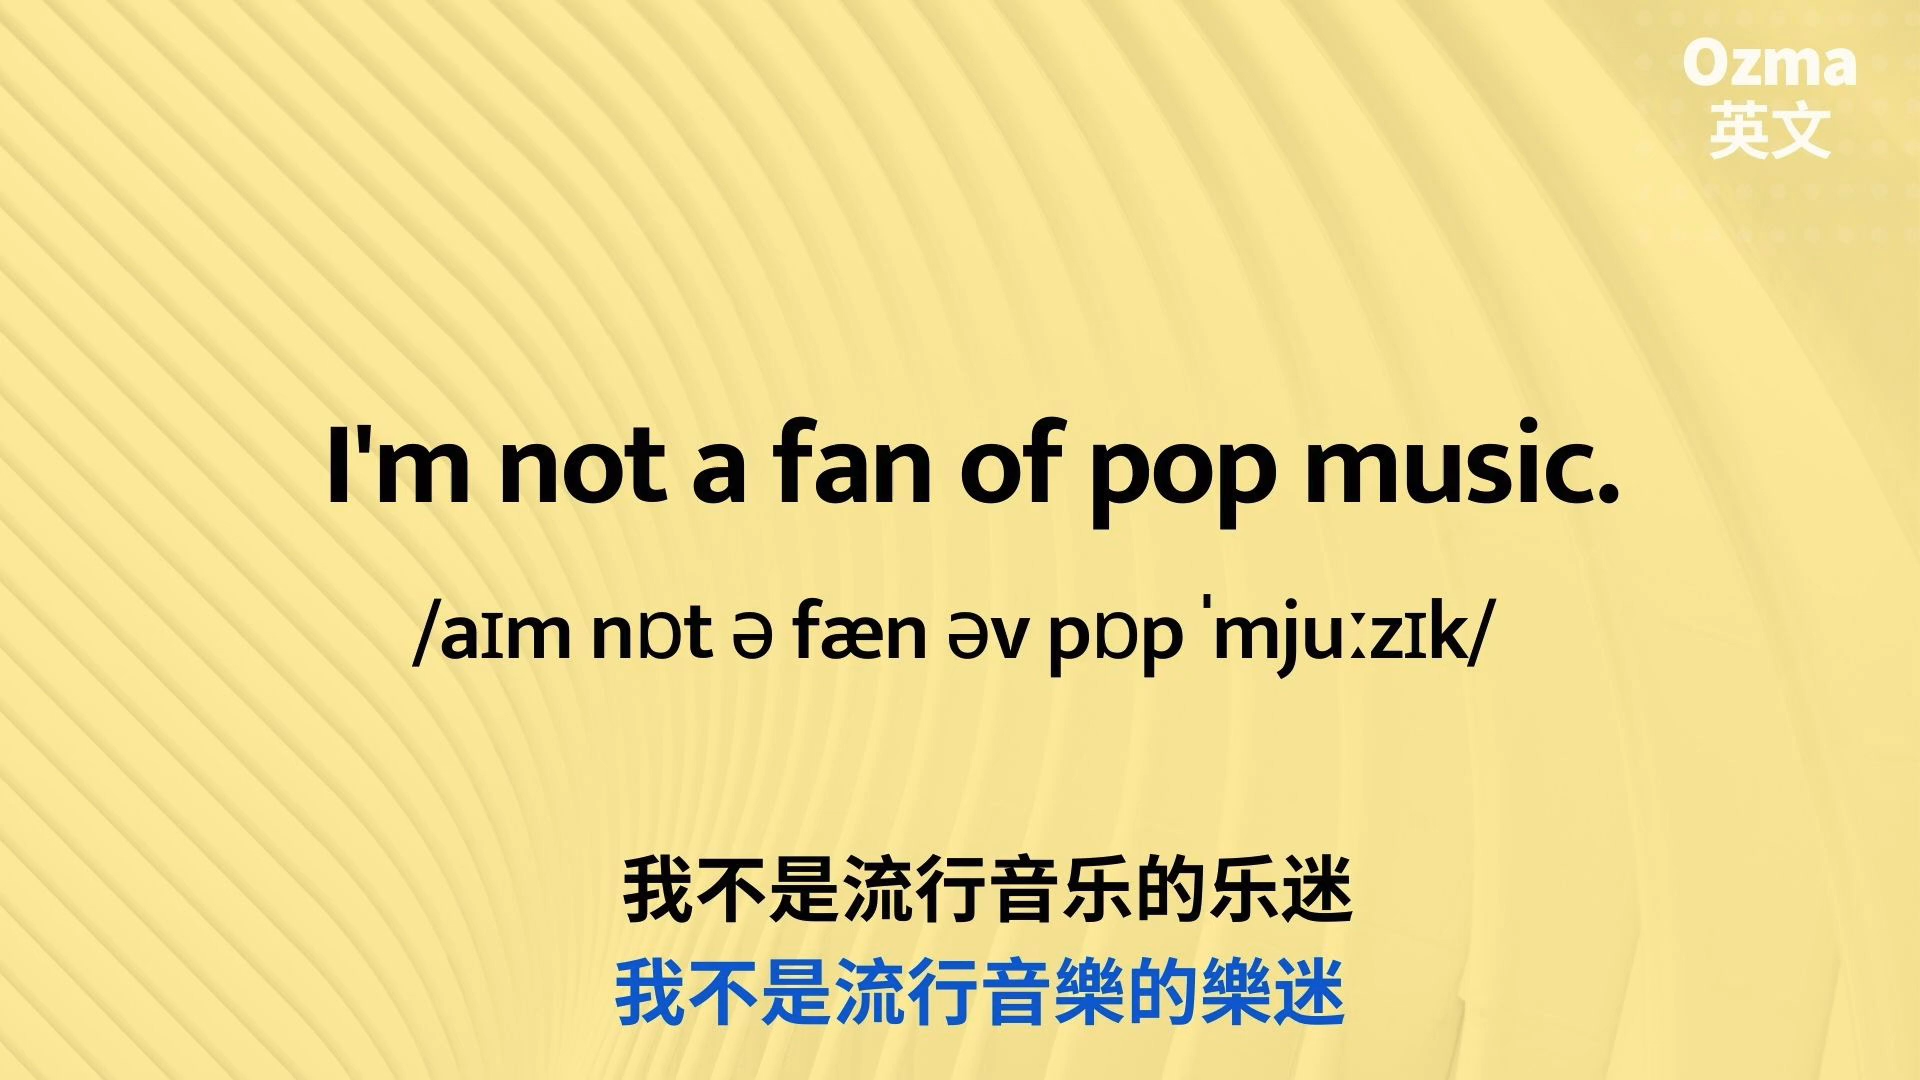 Ozma
英文
I'm not a fan of pop music.
/aɪm nɒt ə fæn əv pɒp ˈmjuːzɪk/
我不是流行音乐的乐迷
我不是流行音樂的樂迷